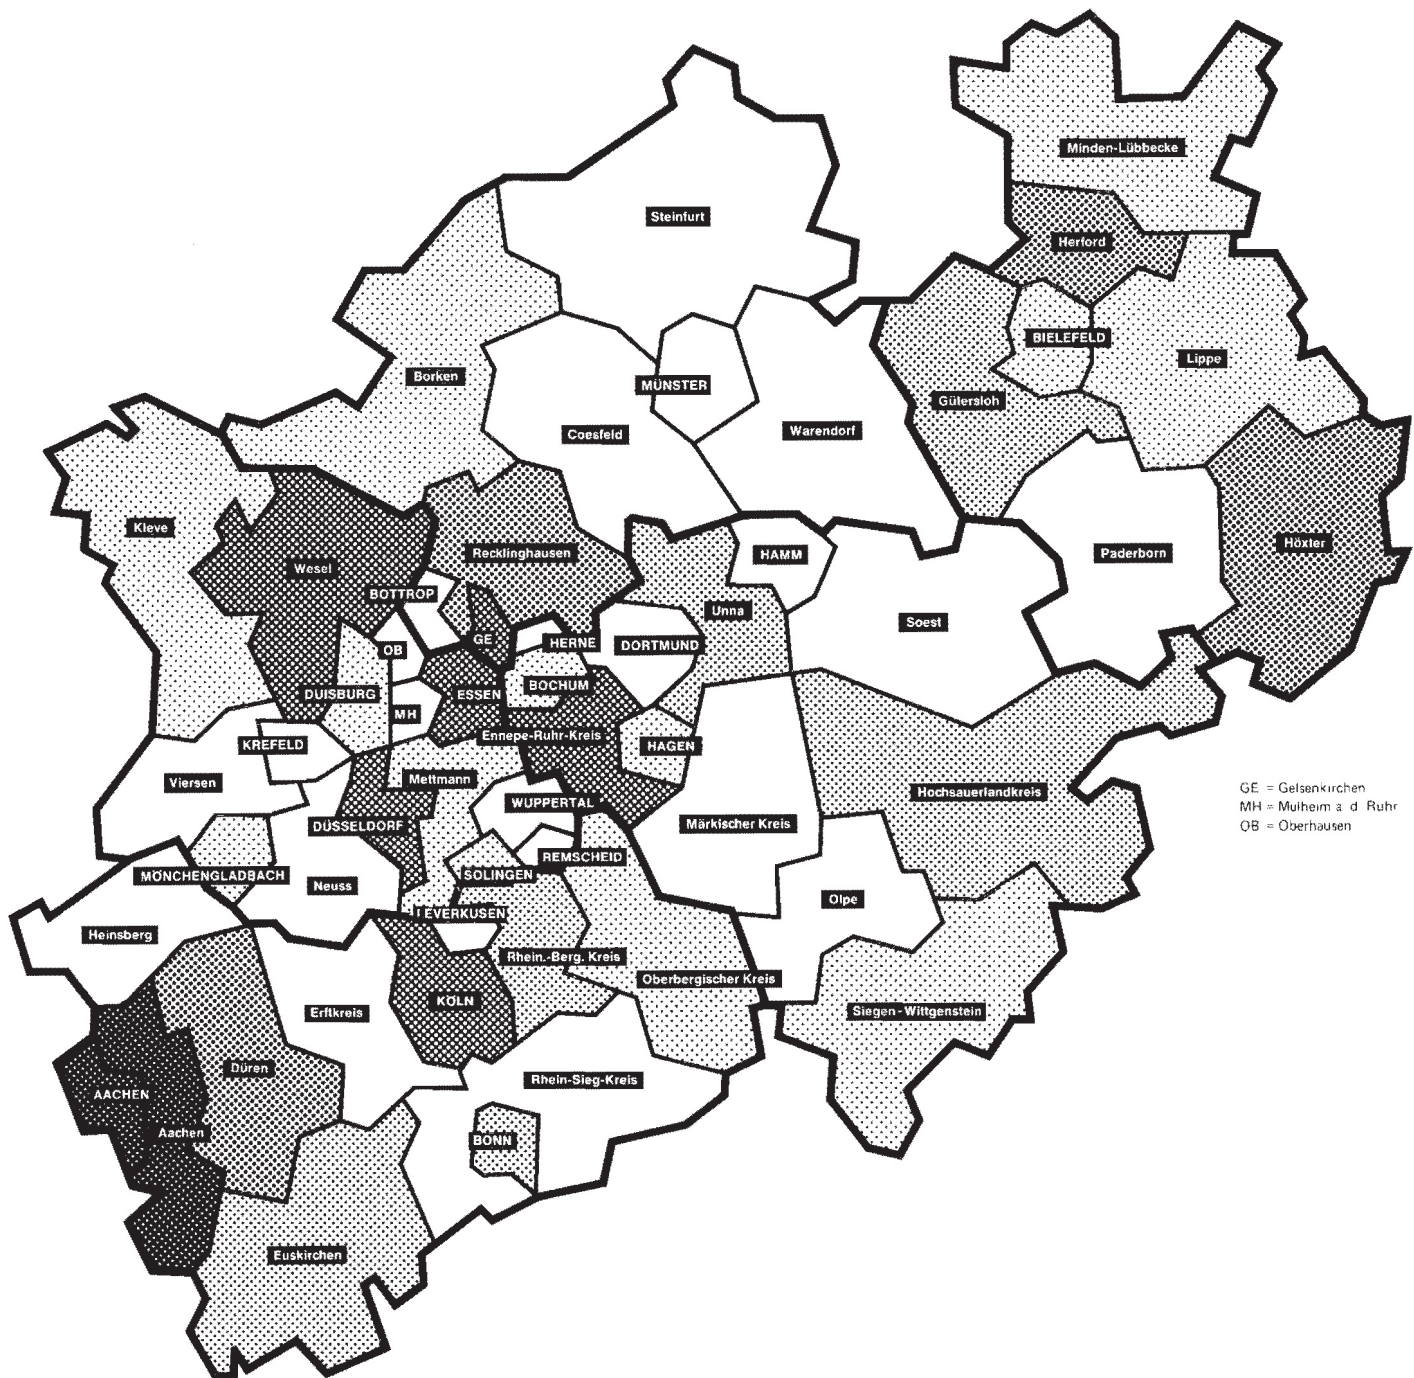 Minden-Lübbecke
Steinfurt
Herford
BIELEFELD
Lippe
Borken
MÜNSTER
Gütersloh
Coesfeld
Warendorf
Kleve
Wesel
Recklinghausen
HAMM
Paderborn
Höxter
BOTTROP
Unna
Soest
GE
HERNE
DORTMUND
OB
DUISBURG
ESSEN
BOCHUM
MH
Ennepe-Ruhr-Kreis
HAGEN
KREFELD
Viersen
Mettmann
WUPPERTAL
Hochsauerlandkreis
DÜSSELDORF
Märkischer Kreis
REMSCHEID
MÖNCHENGLADBACH
Neuss
SOLINGEN
Olpe
LEVERKUSEN
Heinsberg
Rhein.-Berg. Kreis
Oberbergischer Kreis
KÖLN
Erftkreis
Siegen-Wittgenstein
Düren
Rhein-Sieg-Kreis
AACHEN
Aachen
BONN
Euskirchen
GE = Gelsenkirchen
MH = Mulheim a d Ruhr
OB = Oberhausen